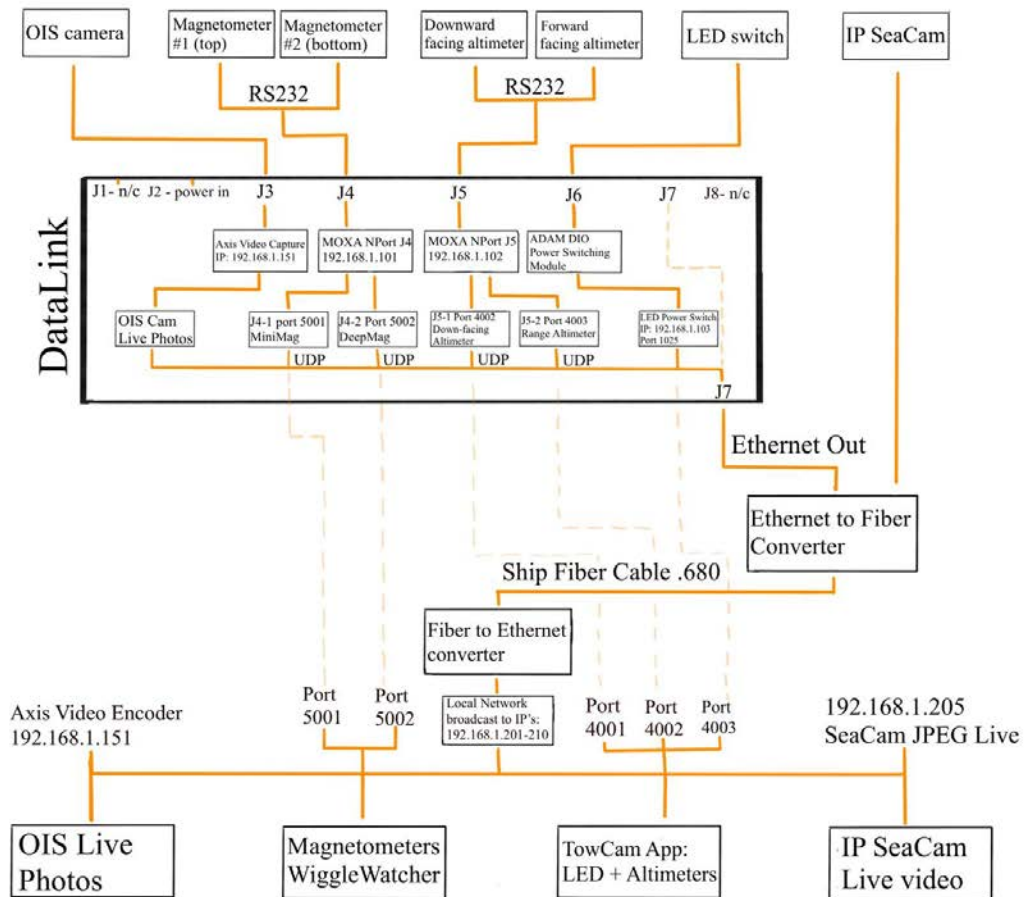 OIS camera
Magnetometer
#1 (top)
Magnetometer
#2 (bottom)
Downward
facing altimeter
Forward
facing altimeter
LED switch
IP SeaCam
RS232
RS232
DataLink
J1- n/c
J2 - power in
J3
J4
J5
J6
J7
J8- n/c
Axis Video Capture
IP: 192.168.1.151
MOXA NPort J4
192.168.1.101
MOXA NPort J5
192.168.1.102
ADAM DIO
Power Switching
Module
OIS Cam
Live Photos
J4-1 port 5001
MiniMag
J4-2 Port 5002
DeepMag
J5-1 Port 4002
Down-facing
Altimeter
J5-2 Port 4003
Range Altimeter
LED Power Switch
IP: 192.168.1.103
Port 1025
UDP
UDP
UDP
UDP
J7
Ethernet Out
Ethernet to Fiber
Converter
Ship Fiber Cable .680
Fiber to Ethernet
converter
Axis Video Encoder
192.168.1.151
Port
5001
Port
5002
Local Network
broadcast to IP's:
192.168.1.201-210
Port
4001
Port
4002
Port
4003
192.168.1.205
SeaCam JPEG Live
OIS Live
Photos
Magnetometers
WiggleWatcher
TowCam App:
LED + Altimeters
IP SeaCam
Live video